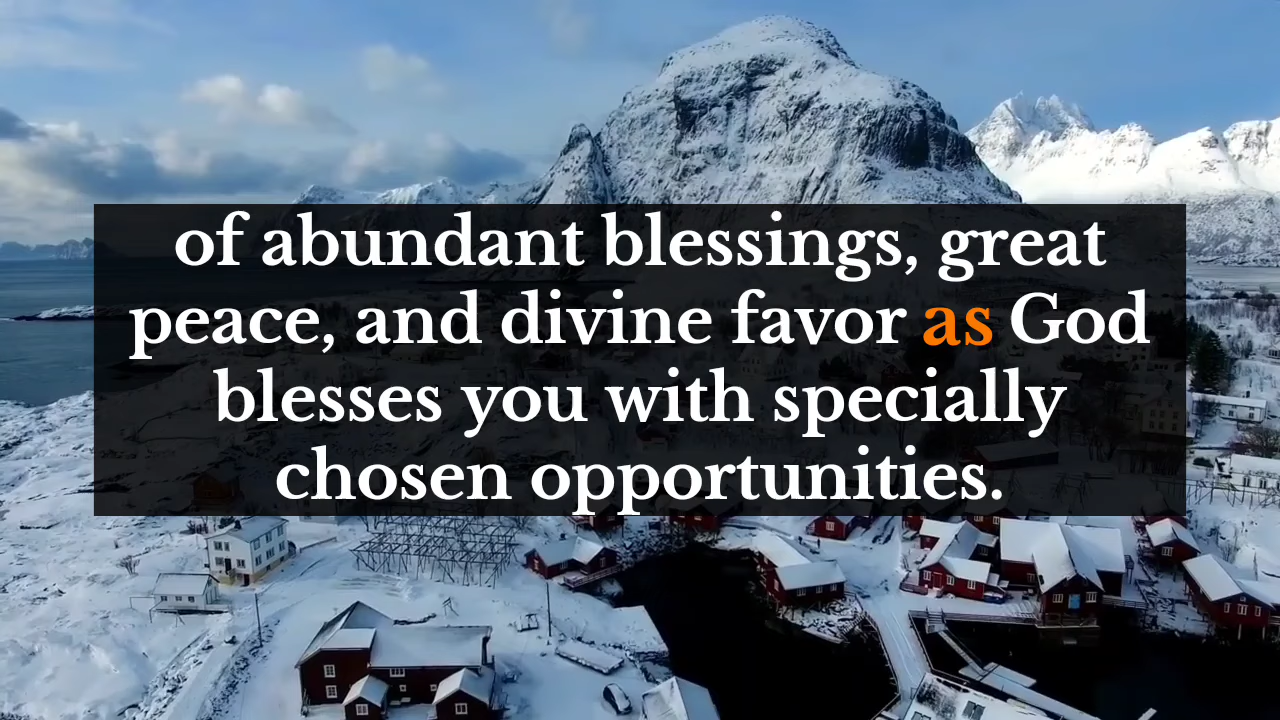 of abundant blessings, great
peace, and divine favor as God
blesses you with specially
chosen opportunities.